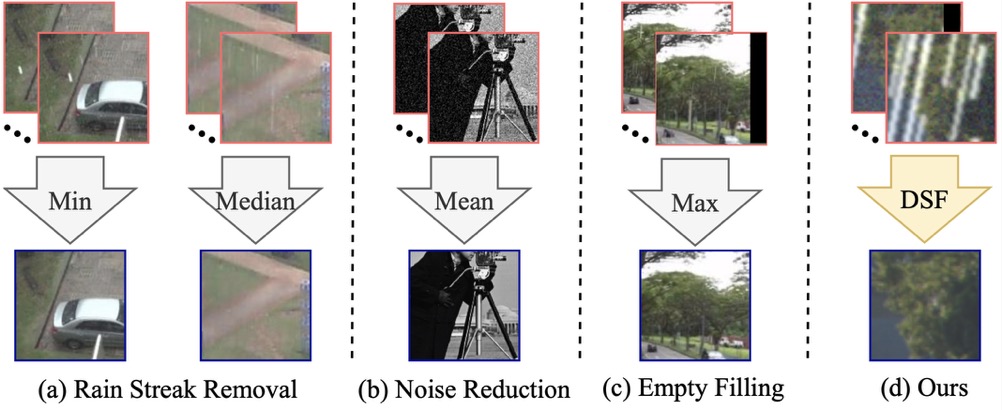 Min
Median
Mean
Max
DSF
(a) Rain Streak Removal
(b) Noise Reduction
(c) Empty Filling
(d) Ours